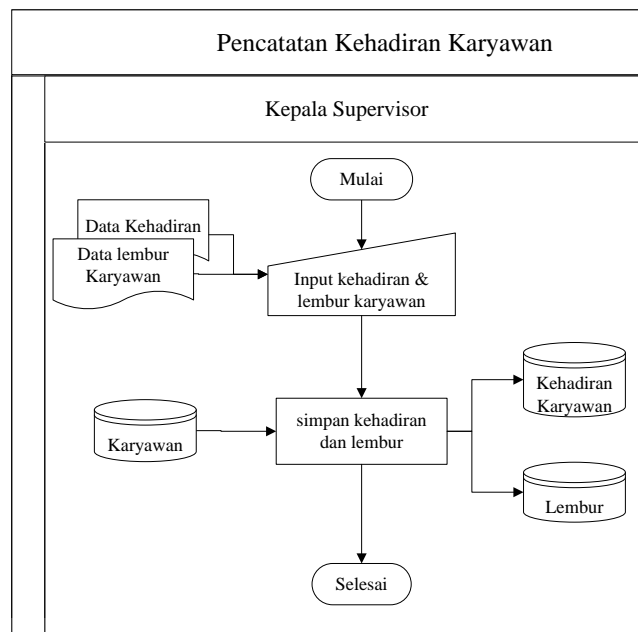 Pencatatan Kehadiran Karyawan
Kepala Supervisor
Mulai
Data Kehadiran
Data lembur
Karyawan
Input kehadiran &
lembur karyawan
Kehadiran
Karyawan
Karyawan
simpan kehadiran
dan lembur
Lembur
Selesai